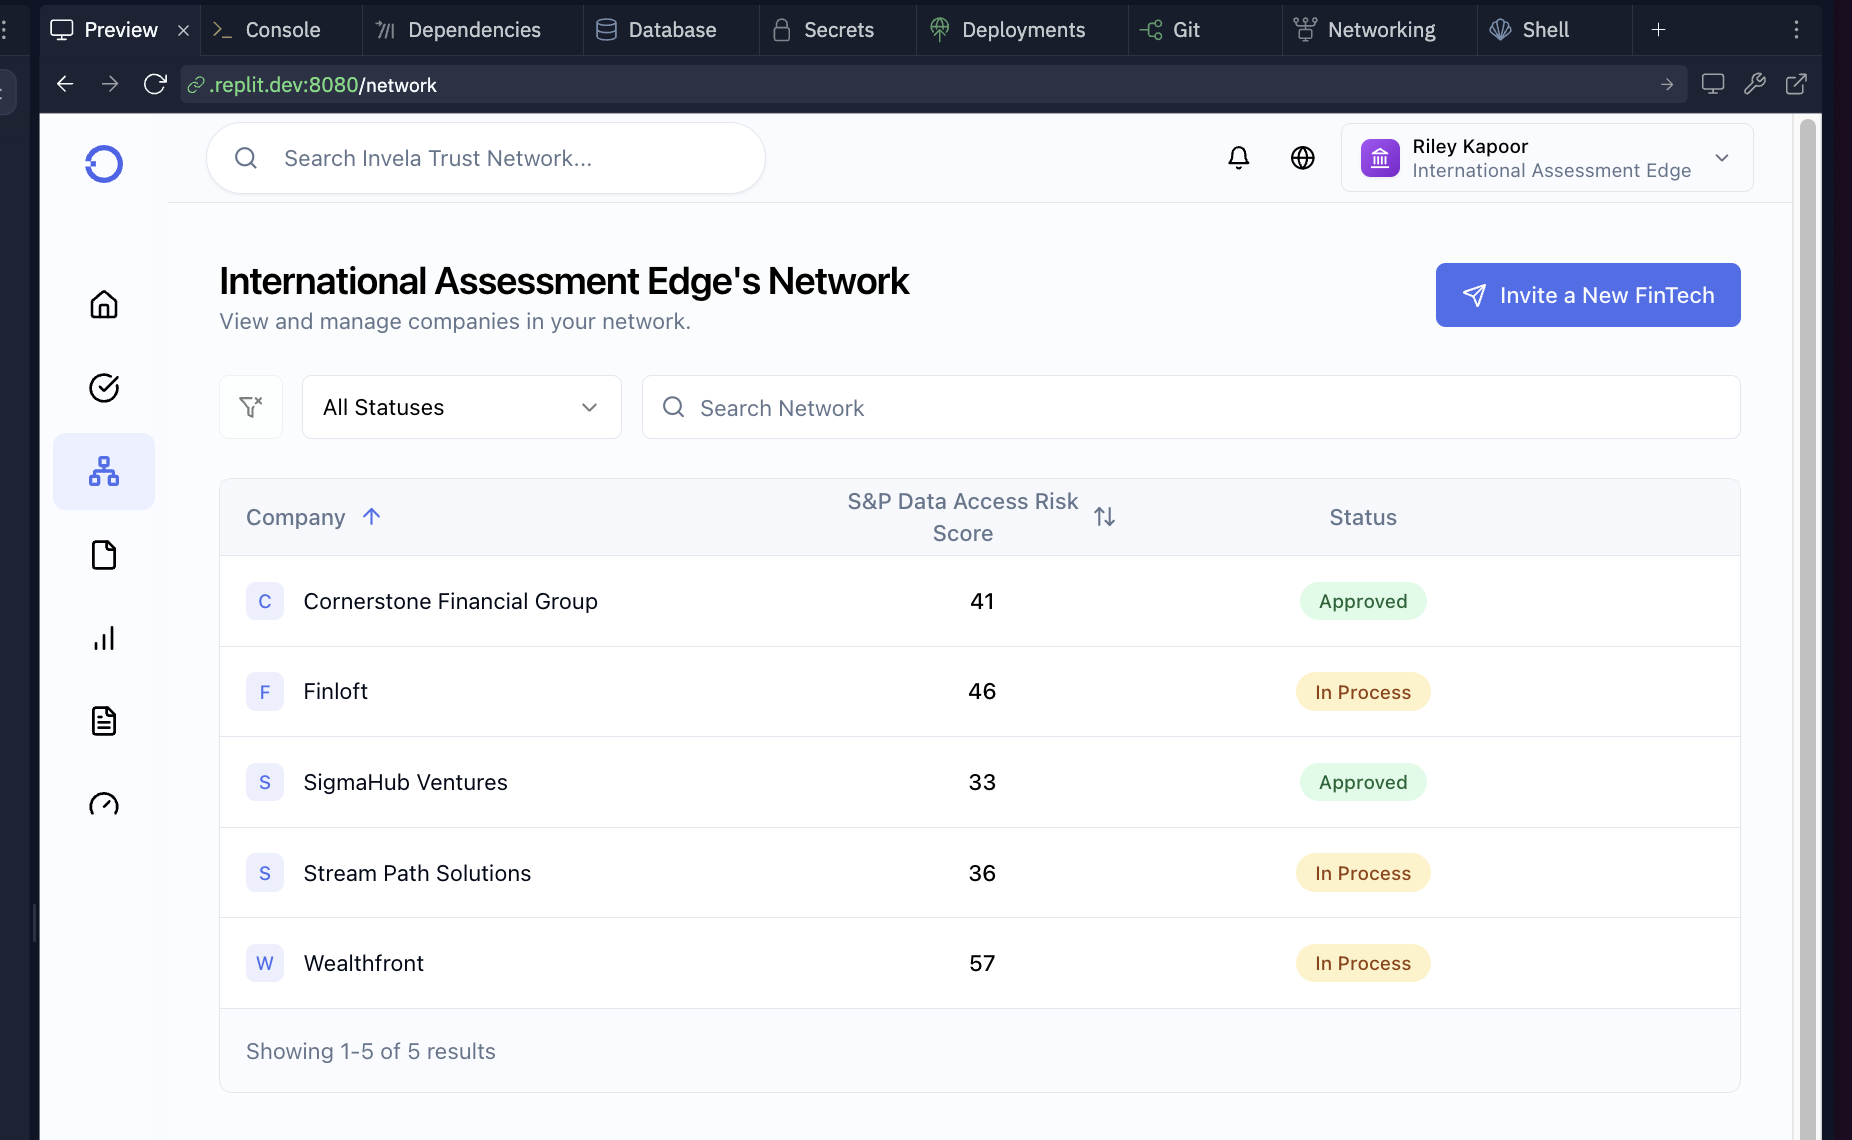 Preview
Console
Dependencies
Database
Secrets
Deployments
Git
Networking
Shell
.replit.dev:8080/network
Search Invela Trust Network...
Riley Kapoor
International Assessment Edge
International Assessment Edge's Network
View and manage companies in your network.
Invite a New FinTech
All Statuses
Search Network
Company
S&P Data Access Risk
Score
Status
C Cornerstone Financial Group 41 Approved
F Finloft 46 In Process
S SigmaHub Ventures 33 Approved
S Stream Path Solutions 36 In Process
W Wealthfront 57 In Process
Showing 1-5 of 5 results